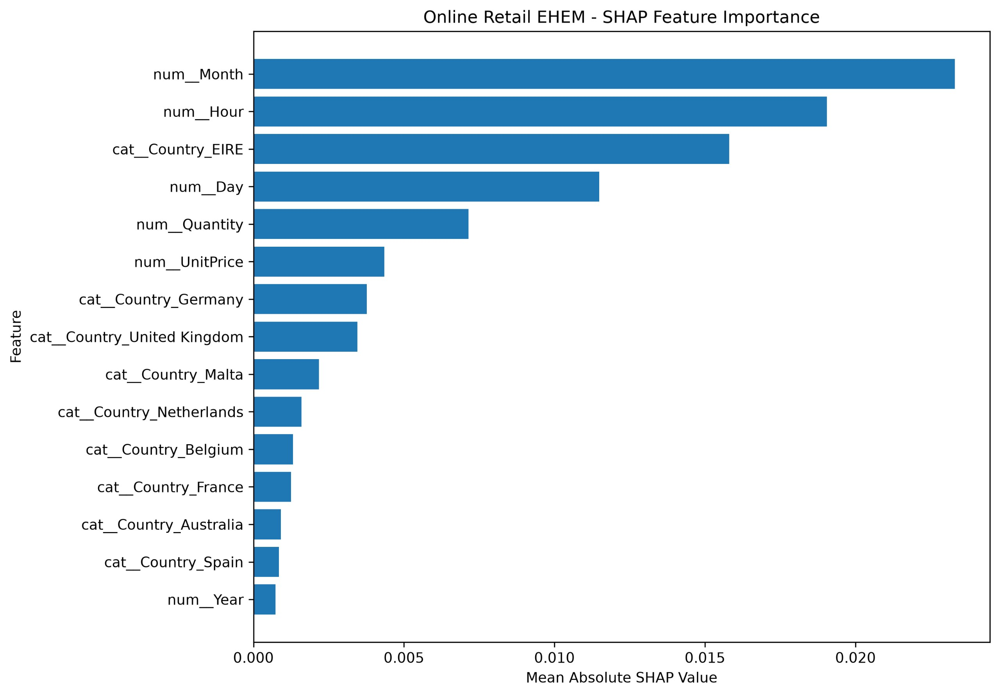 Online Retail EHEM - SHAP Feature Importance
num__Month
num__Hour
cat__Country_EIRE
num__Day
num__Quantity
num__UnitPrice
cat__Country_Germany
cat__Country_United Kingdom
cat__Country_Malta
cat__Country_Netherlands
cat__Country_Belgium
cat__Country_France
cat__Country_Australia
cat__Country_Spain
num__Year
Feature
0.000 0.005 0.010 0.015 0.020
Mean Absolute SHAP Value